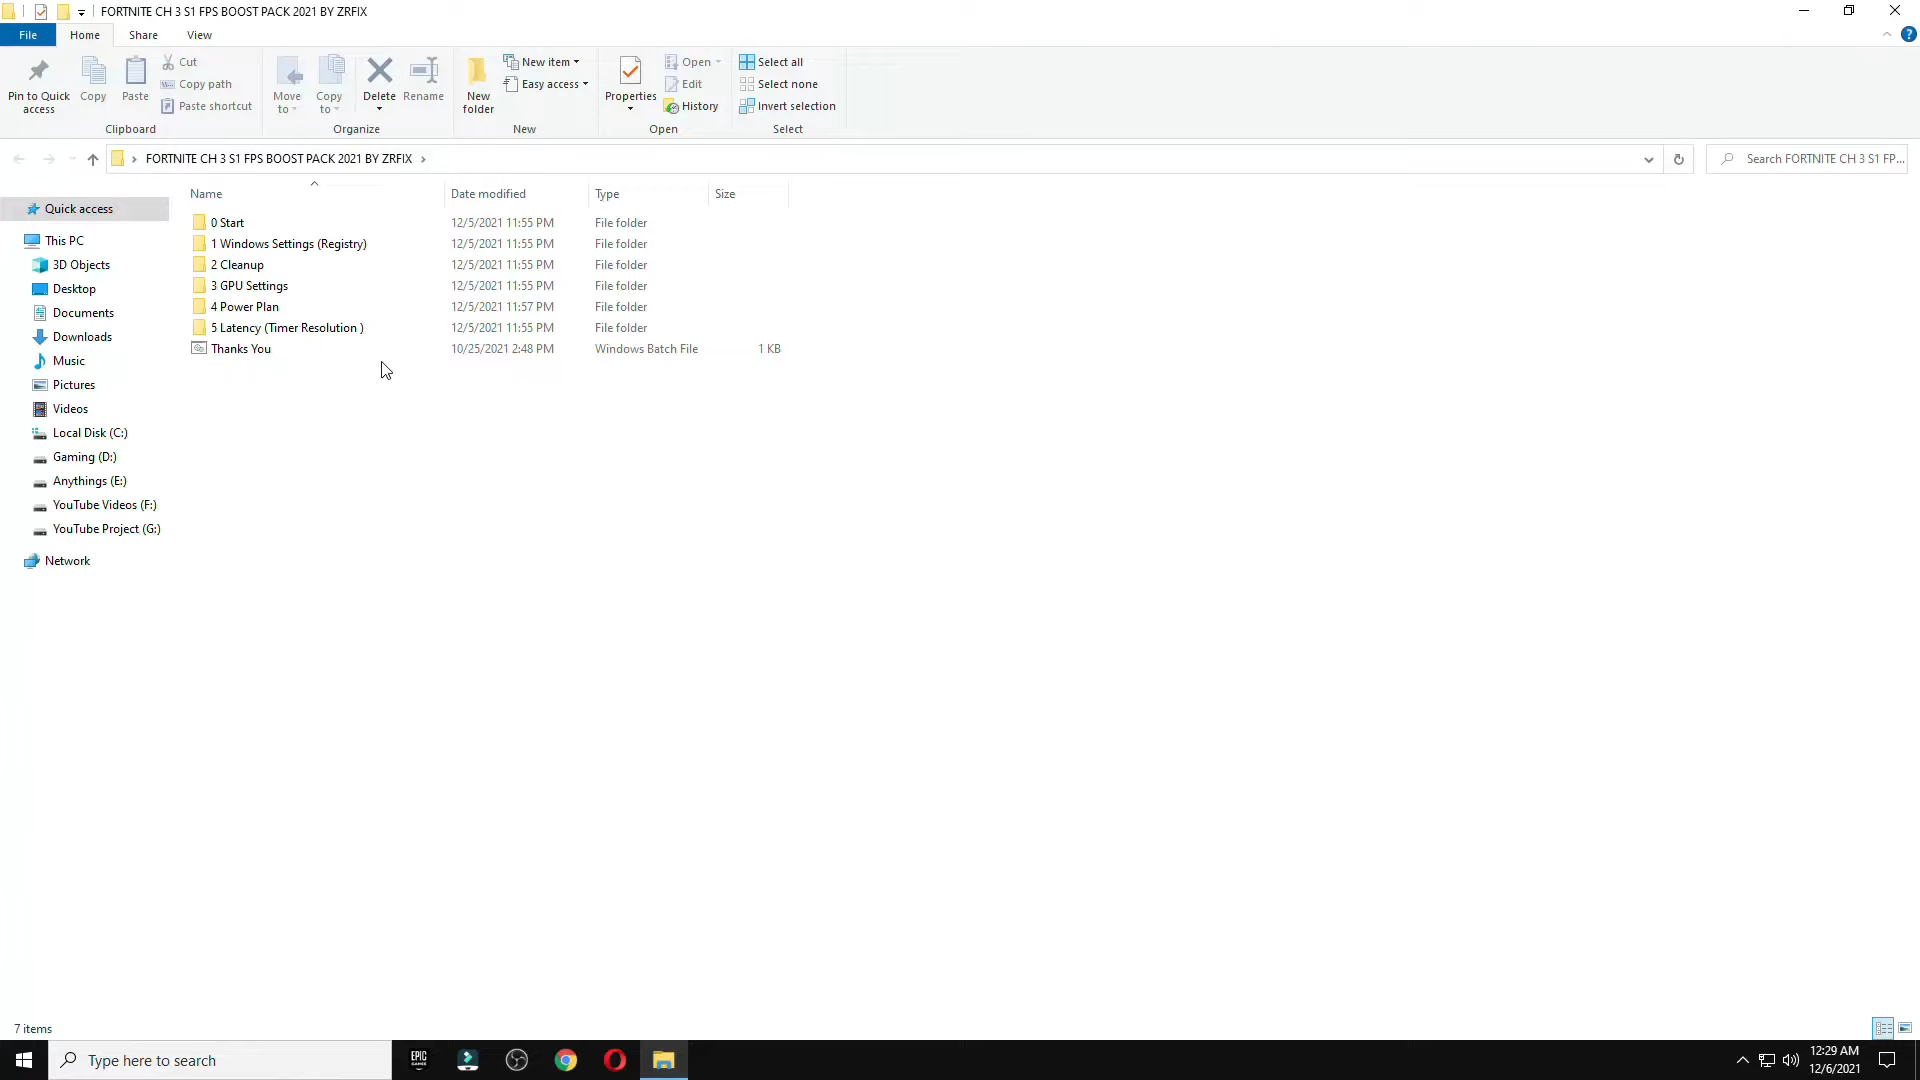 FORTNITE CH 3 S1 FPS BOOST PACK 2021 BY ZRFIX
File Home Share View
Pin to Quick access
Copy
Paste
Cut
Copy path
Paste shortcut
Clipboard
Move to
Copy to
Delete
Rename
Organize
New folder
New item
Easy access
New
Properties
Open
Edit
History
Open
Select all
Select none
Invert selection
Select
FORTNITE CH 3 S1 FPS BOOST PACK 2021 BY ZRFIX
Search FORTNITE CH 3 S1 FP...
Quick access
This PC
3D Objects
Desktop
Documents
Downloads
Music
Pictures
Videos
Local Disk (C:)
Gaming (D:)
Anythings (E:)
YouTube Videos (F:)
YouTube Project (G:)
Network
Name Date modified Type Size
0 Start 12/5/2021 11:55 PM File folder
1 Windows Settings (Registry) 12/5/2021 11:55 PM File folder
2 Cleanup 12/5/2021 11:55 PM File folder
3 GPU Settings 12/5/2021 11:55 PM File folder
4 Power Plan 12/5/2021 11:57 PM File folder
5 Latency (Timer Resolution ) 12/5/2021 11:55 PM File folder
Thanks You 10/25/2021 2:48 PM Windows Batch File 1 KB
7 items
Type here to search
EPIC
GAMES
12:29 AM
12/6/2021